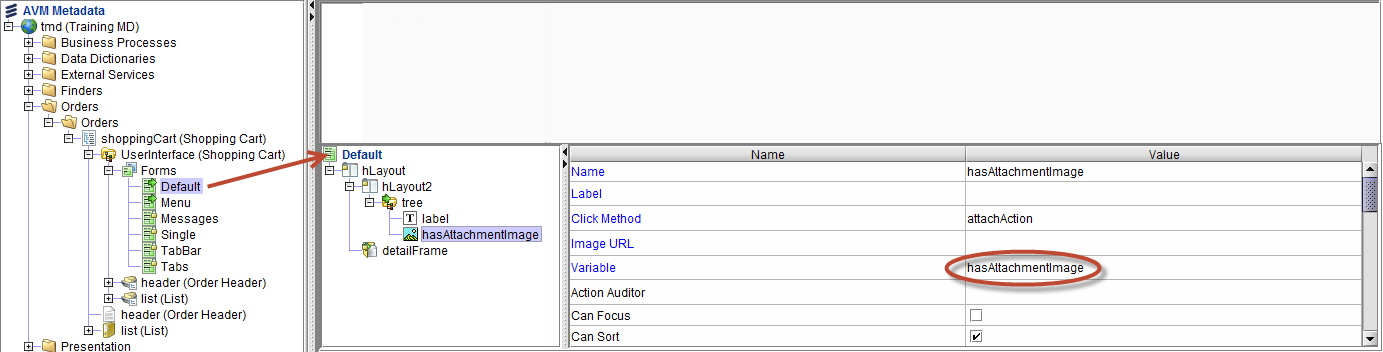 AVM Metadata
tmd (Training MD)
Business Processes
Data Dictionaries
External Services
Finders
Orders
Orders
shoppingCart (Shopping Cart)
UserInterface (Shopping Cart)
Forms
Default
Menu
Messages
Single
TabBar
Tabs
header (Order Header)
list (List)
header (Order Header)
list (List)
Presentation
Default
hLayout
hLayout2
tree
T label
hasAttachmentImage
detailFrame
Name Value
Name hasAttachmentImage
Label
Click Method attachAction
Image URL
Variable hasAttachmentImage
Action Auditor
Can Focus
Can Sort